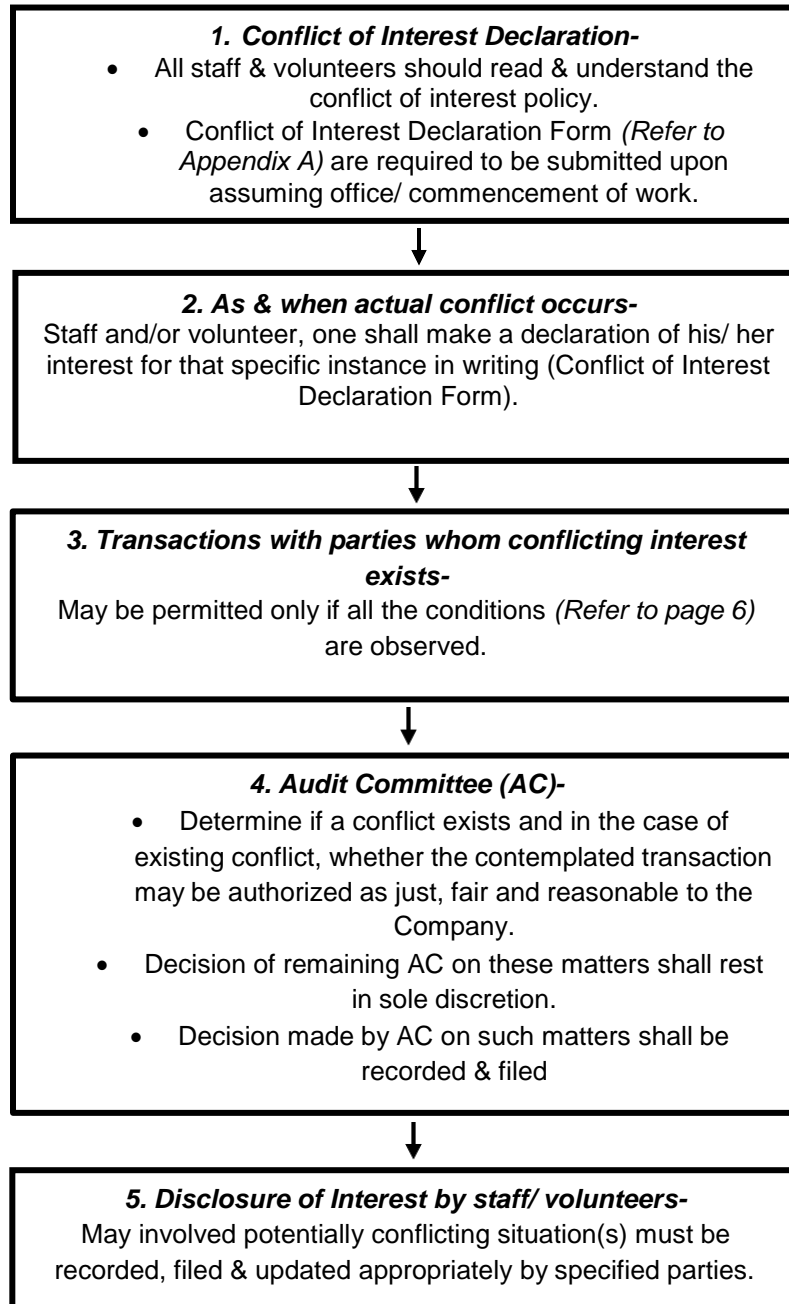 1. Conflict of Interest Declaration-
• All staff & volunteers should read & understand the
conflict of interest policy.
• Conflict of Interest Declaration Form (Refer to
Appendix A) are required to be submitted upon
assuming office/ commencement of work.
2. As & when actual conflict occurs-
Staff and/or volunteer, one shall make a declaration of his/ her
interest for that specific instance in writing (Conflict of Interest
Declaration Form).
3. Transactions with parties whom conflicting interest
exists-
May be permitted only if all the conditions (Refer to page 6)
are observed.
4. Audit Committee (AC)-
• Determine if a conflict exists and in the case of
existing conflict, whether the contemplated transaction
may be authorized as just, fair and reasonable to the
Company.
• Decision of remaining AC on these matters shall rest
in sole discretion.
• Decision made by AC on such matters shall be
recorded & filed
5. Disclosure of Interest by staff/ volunteers-
May involved potentially conflicting situation(s) must be
recorded, filed & updated appropriately by specified parties.